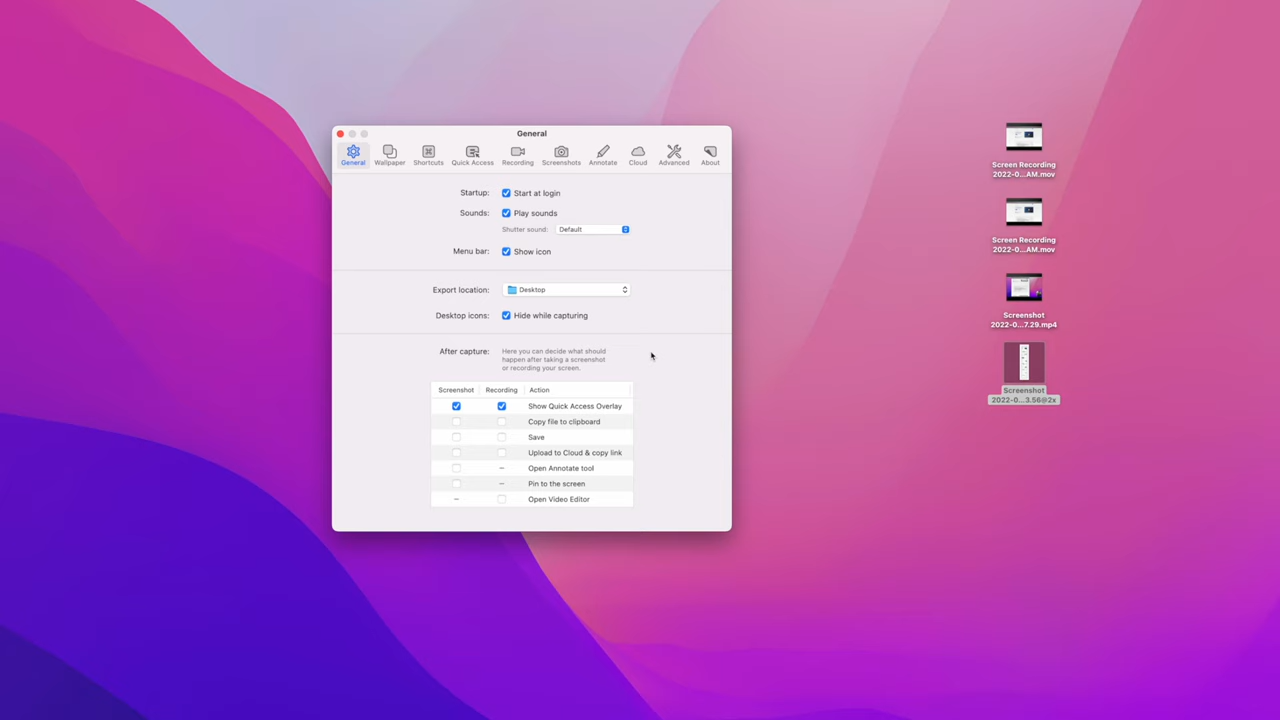 General
General Wallpaper Shortcuts Quick Access Recording Screenshots Annotate Cloud Advanced About
Startup: Start at login
Sounds: Play sounds
Shutter sound: Default
Menu bar: Show icon
Export location: Desktop
Desktop icons: Hide while capturing
After capture: Here you can decide what should
happen after taking a screenshot
or recording your screen.
Screenshot Recording Action
Show Quick Access Overlay
Copy file to clipboard
Save
Upload to Cloud & copy link
Open Annotate tool
Pin to the screen
Open Video Editor
Screen Recording
2022-0...AM.mov
Screen Recording
2022-0...AM.mov
Screenshot
2022-0...7.29.mp4
Screenshot
2022-0...3.56@2x